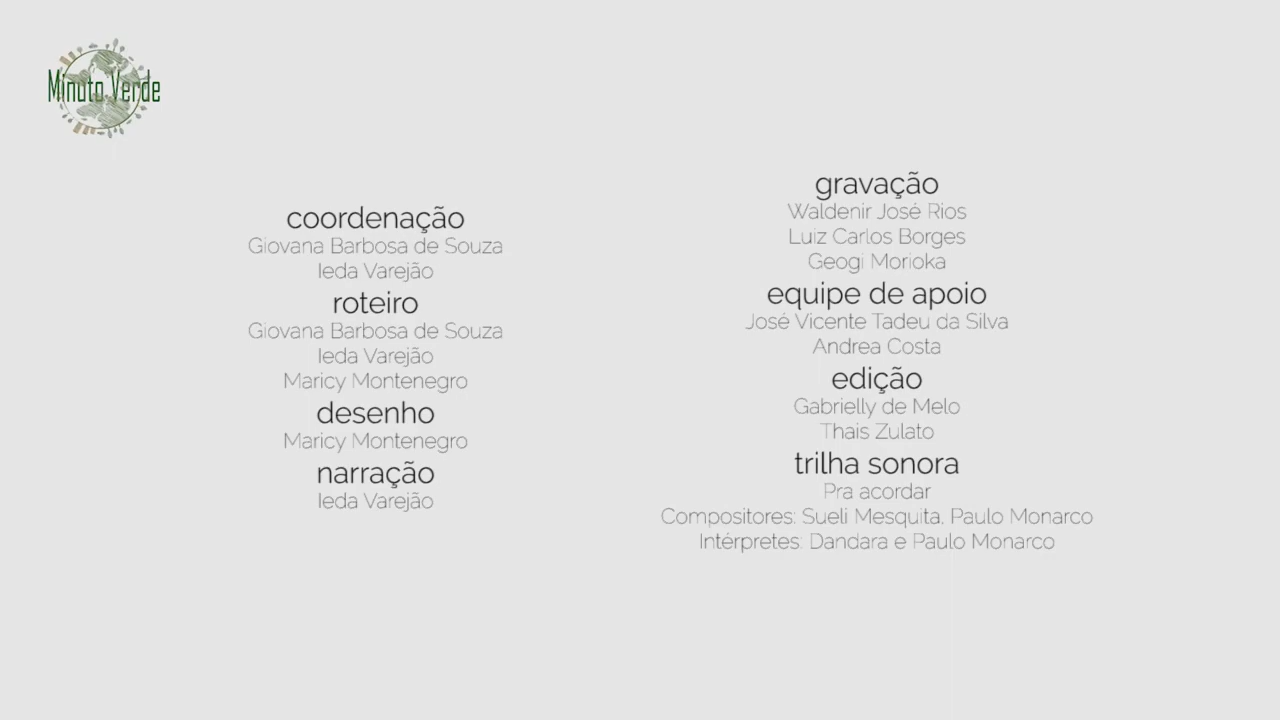 Minuto Verde
coordenação
Giovana Barbosa de Souza
Ieda Varejão
roteiro
Giovana Barbosa de Souza
Ieda Varejão
Maricy Montenegro
desenho
Maricy Montenegro
narração
Ieda Varejão
gravação
Waldenir José Rios
Luiz Carlos Borges
Geogi Morioka
equipe de apoio
José Vicente Tadeu da Silva
Andrea Costa
edição
Gabrielly de Melo
Thais Zulato
trilha sonora
Pra acordar
Compositores: Sueli Mesquita, Paulo Monarco
Intérpretes: Dandara e Paulo Monarco